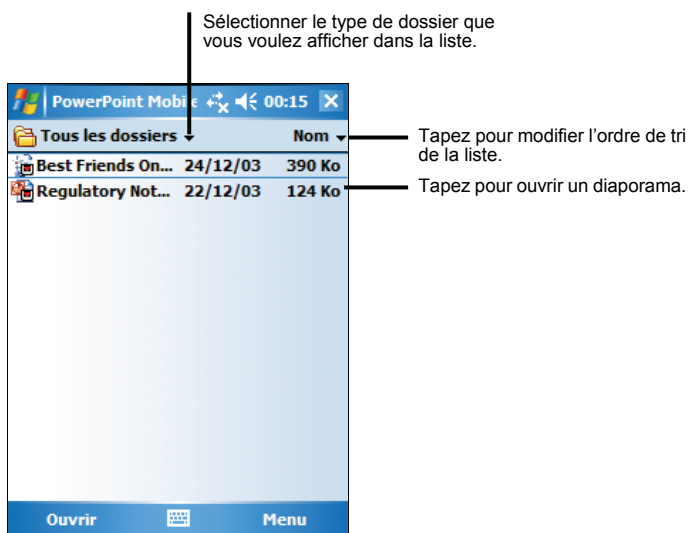 Sélectionner le type de dossier que
vous voulez afficher dans la liste.
PowerPoint Mobile 00:15
Tous les dossiers Nom
Tapez pour modifier l’ordre de tri
de la liste.
Best Friends On... 24/12/03 390 Ko
Regulatory Not... 22/12/03 124 Ko
Tapez pour ouvrir un diaporama.
Ouvrir Menu